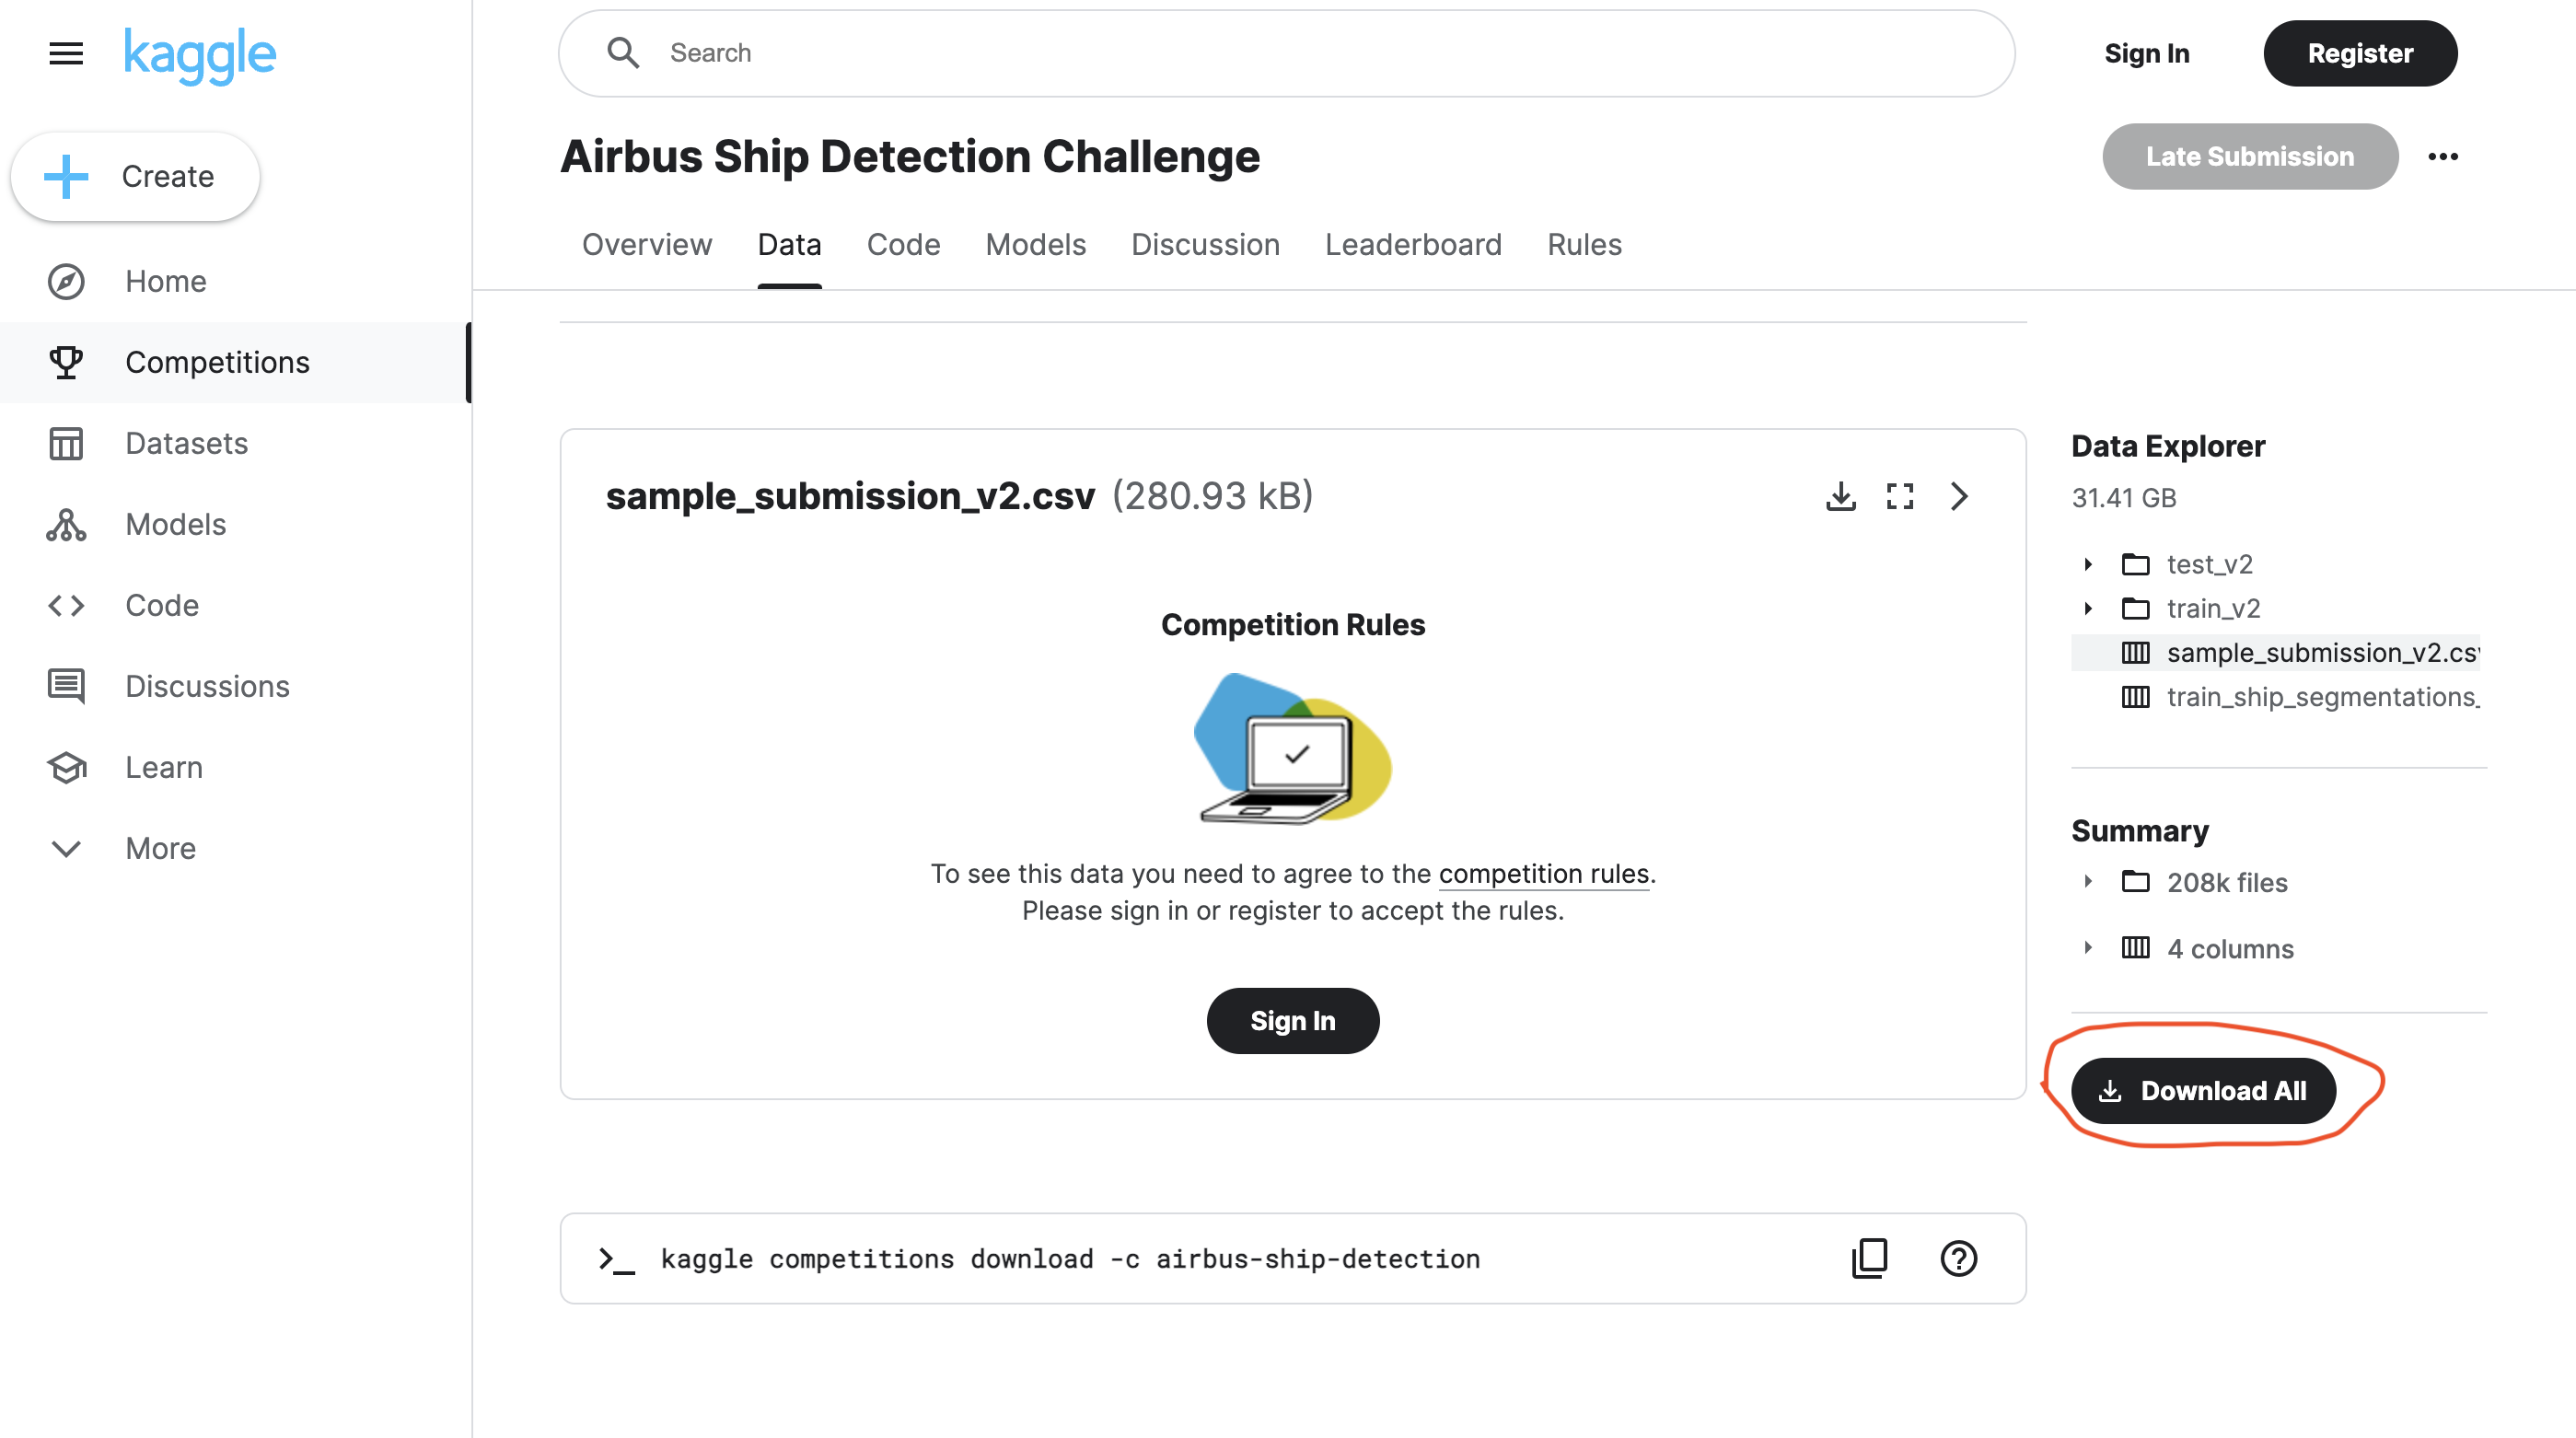 kaggle
Search
Sign In
Register
Create
Airbus Ship Detection Challenge
Late Submission
Overview
Data
Code
Models
Discussion
Leaderboard
Rules
Home
Competitions
Datasets
Models
Code
Discussions
Learn
More
sample_submission_v2.csv (280.93 kB)
Competition Rules
To see this data you need to agree to the competition rules.
Please sign in or register to accept the rules.
Sign In
kaggle competitions download -c airbus-ship-detection
Data Explorer
31.41 GB
test_v2
train_v2
sample_submission_v2.csv
train_ship_segmentations_
Summary
208k files
4 columns
Download All